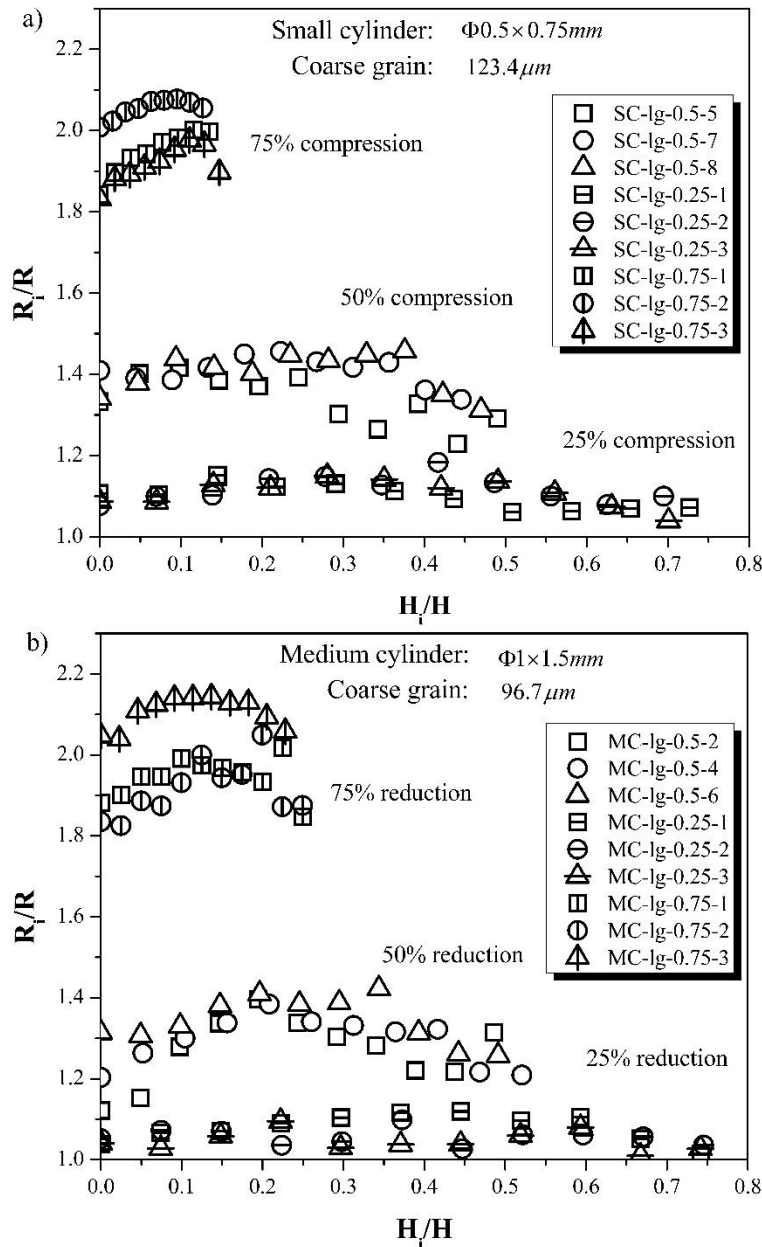 a)
2.2
2.0
1.8
1.6
1.4
1.2
1.0
R_i/R
Small cylinder: Φ0.5×0.75mm
Coarse grain: 123.4 μm
75% compression
50% compression
25% compression
SC-lg-0.5-5
SC-lg-0.5-7
SC-lg-0.5-8
SC-lg-0.25-1
SC-lg-0.25-2
SC-lg-0.25-3
SC-lg-0.75-1
SC-lg-0.75-2
SC-lg-0.75-3
0.0 0.1 0.2 0.3 0.4 0.5 0.6 0.7 0.8
H_i/H
b)
2.2
2.0
1.8
1.6
1.4
1.2
1.0
R_i/R
Medium cylinder: Φ1×1.5mm
Coarse grain: 96.7 μm
75% reduction
50% reduction
25% reduction
MC-lg-0.5-2
MC-lg-0.5-4
MC-lg-0.5-6
MC-lg-0.25-1
MC-lg-0.25-2
MC-lg-0.25-3
MC-lg-0.75-1
MC-lg-0.75-2
MC-lg-0.75-3
0.0 0.1 0.2 0.3 0.4 0.5 0.6 0.7 0.8
H_i/H